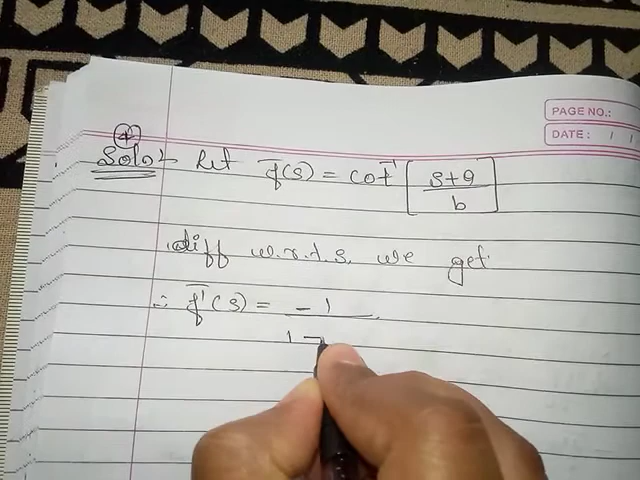 PAGE NO.:
DATE: / /
(4)
Soln Let f̅(s) = cot⁻¹ [ (s+a)/b ]
diff w.r.t.s. we get
∴ f̅'(s) = -1 / 1